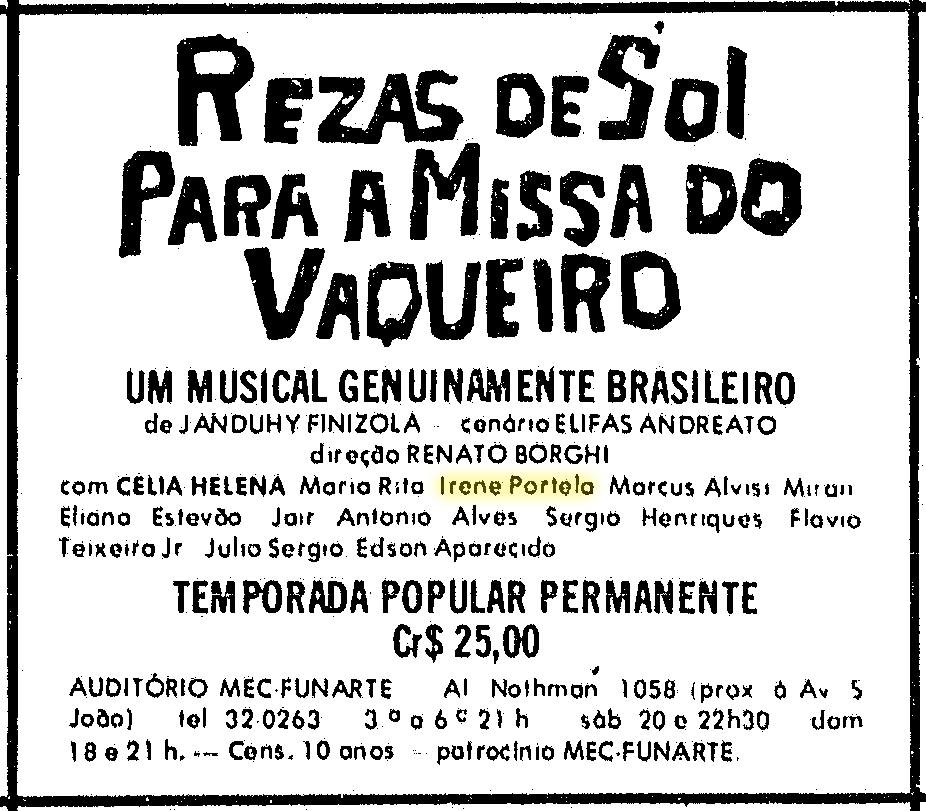 REZAS DE SOL
PARA A MISSA DO
VAQUEIRO
UM MUSICAL GENUINAMENTE BRASILEIRO
de JANDUHY FINIZOLA - cenário ELIFAS ANDREATO
direção RENATO BORGHI
com CÉLIA HELENA Maria Rita Irene Portela Marcus Alvisi Miran
Eliana Estevão Jair Antonio Alves Sergio Henriques Flavio
Teixeira Jr Julio Sergio Edson Aparecido
TEMPORADA POPULAR PERMANENTE
Cr$ 25,00
AUDITÓRIO MEC-FUNARTE Al Nothman 1058 (prox à Av S
João) tel 32-0263 3ª a 6ª 21 h sáb 20 e 22h30 dom
18 e 21 h. — Cens. 10 anos - patrocínio MEC-FUNARTE.